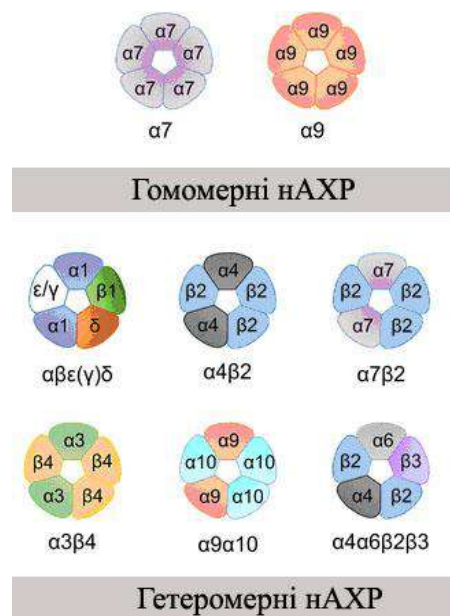 α7
α7 α7
α7 α7
α7
α9
α9 α9
α9 α9
α9
Гомомерні нАХР
α1
ε/γ β1
α1 δ
αβε(γ)δ
α4
β2 β2
α4 β2
α4β2
α7
β2 β2
α7 β2
α7β2
α3
β4 β4
α3 β4
α3β4
α9
α10 α10
α9 α10
α9α10
α6
β2 β3
α4 β2
α4α6β2β3
Гетеромерні нАХР